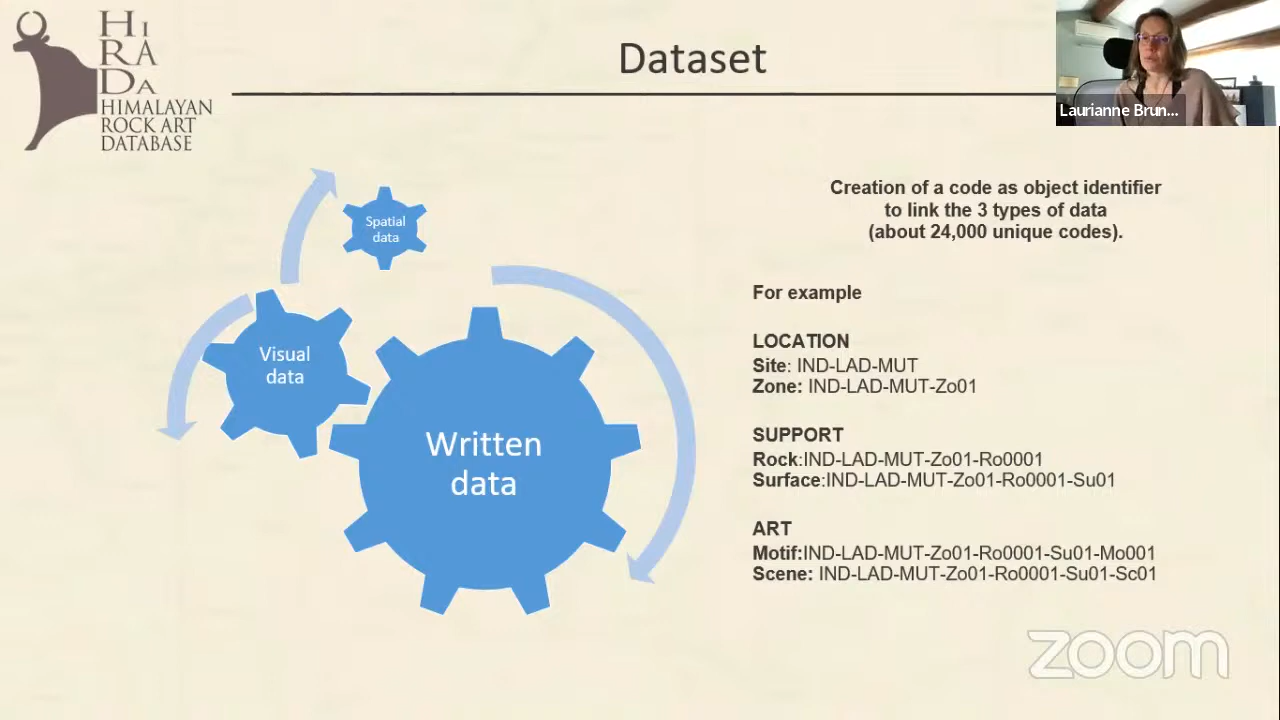 Hi
RA
Da
HIMALAYAN
ROCK ART
DATABASE
Dataset
Laurianne Brun...
Spatial
data
Visual
data
Written
data
Creation of a code as object identifier
to link the 3 types of data
(about 24,000 unique codes).
For example
LOCATION
Site: IND-LAD-MUT
Zone: IND-LAD-MUT-Zo01
SUPPORT
Rock:IND-LAD-MUT-Zo01-Ro0001
Surface:IND-LAD-MUT-Zo01-Ro0001-Su01
ART
Motif:IND-LAD-MUT-Zo01-Ro0001-Su01-Mo001
Scene: IND-LAD-MUT-Zo01-Ro0001-Su01-Sc01
zoom